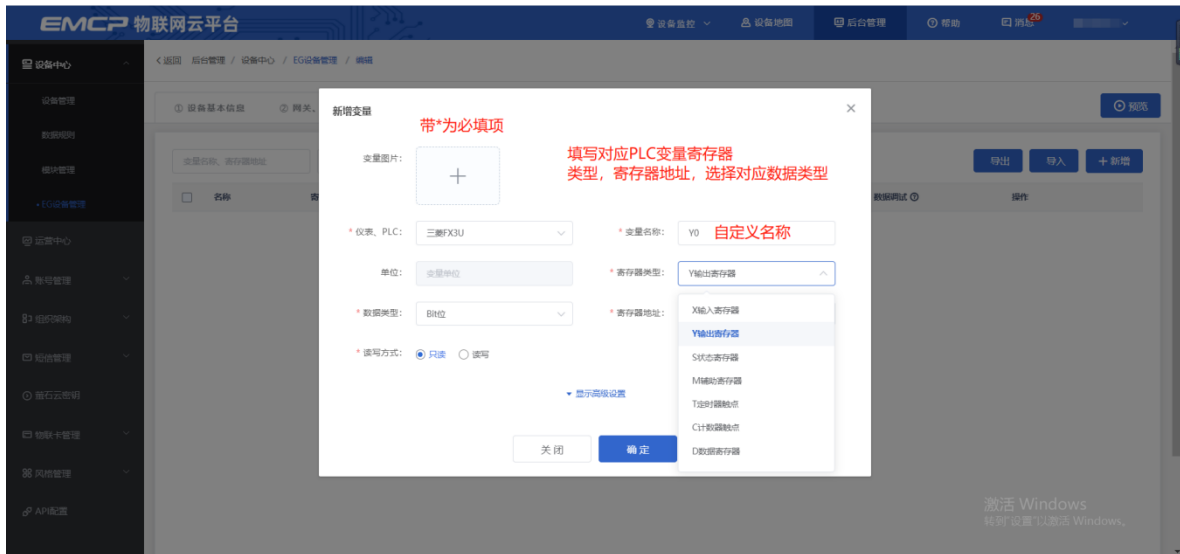 EMCP 物联网云平台
设备监控
设备地图
后台管理
帮助
消息
26
设备中心
<返回 后台管理 / 设备中心 / EG设备管理 / 编辑
设备管理
数据规则
模块管理
•EG设备管理
运营中心
账号管理
组织架构
短信管理
萤石云密钥
物联卡管理
风格管理
API配置
① 设备基本信息
② 网关、
预览
变量名称、寄存器地址
导出
导入
+新增
名称
寄
数据调试
操作
新增变量
×
带*为必填项
变量图片:
填写对应PLC变量寄存器
类型，寄存器地址，选择对应数据类型
* 仪表、PLC:
三菱FX3U
* 变量名称:
Y0
自定义名称
单位:
变量单位
* 寄存器类型:
Y输出寄存器
* 数据类型:
Bit位
* 寄存器地址:
X输入寄存器
Y输出寄存器
S状态寄存器
M辅助寄存器
T定时器触点
C计数器触点
D数据寄存器
* 读写方式:
只读
读写
显示高级设置
关闭
确定
激活 Windows
转到"设置"以激活 Windows。